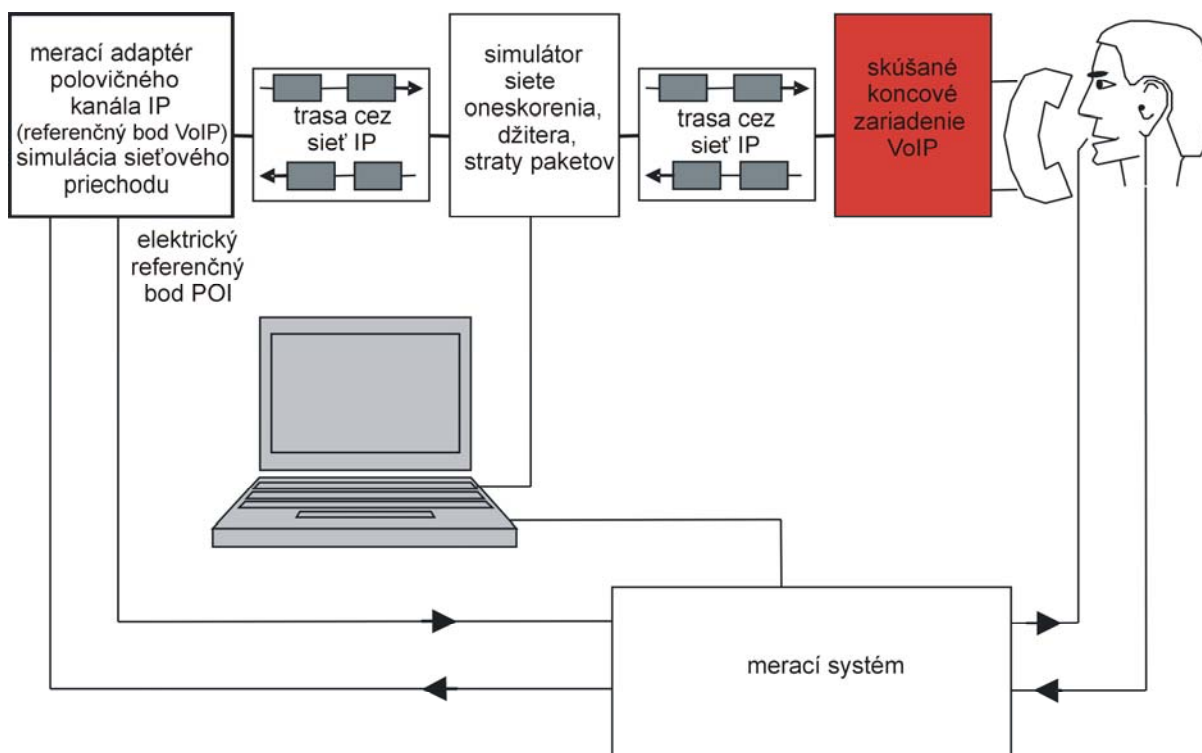 merací adaptér
polovičného
kanála IP
(referenčný bod VoIP)
simulácia sieťového
priechodu
trasa cez
sieť IP
simulátor
siete
oneskorenia,
džitera,
straty paketov
trasa cez
sieť IP
skúšané
koncové
zariadenie
VoIP
elektrický
referenčný
bod POI
merací systém